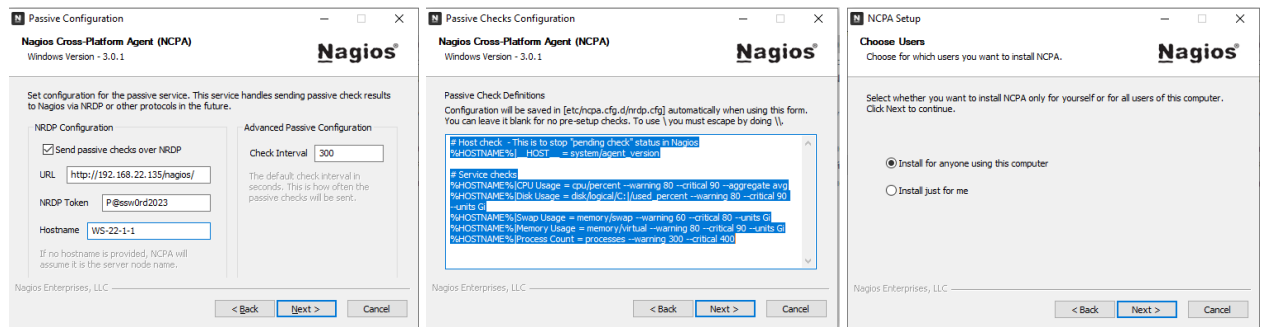 Passive Configuration
Nagios Cross-Platform Agent (NCPA)
Windows Version - 3.0.1
Nagios®
Set configuration for the passive service. This service handles sending passive check results
to Nagios via NRDP or other protocols in the future.
NRDP Configuration
Send passive checks over NRDP
URL http://192.168.22.135/nagios/
NRDP Token P@ssw0rd2023
Hostname WS-22-1-1
If no hostname is provided, NCPA will
assume it is the server node name.
Advanced Passive Configuration
Check Interval 300
The default check interval in
seconds. This is how often the
passive checks will be sent.
Nagios Enterprises, LLC
< Back Next > Cancel
Passive Checks Configuration
Nagios Cross-Platform Agent (NCPA)
Windows Version - 3.0.1
Nagios®
Passive Check Definitions
Configuration will be saved in [etc/ncpa.cfg.d/nrdp.cfg] automatically when using this form.
You can leave it blank for no pre-setup checks. To use \ you must escape by doing \\.
# Host check - This is to stop "pending check" status in Nagios
%HOSTNAME%|__HOST__ = system/agent_version
# Service checks
%HOSTNAME%|CPU Usage = cpu/percent --warning 80 --critical 90 --aggregate avg
%HOSTNAME%|Disk Usage = disk/logical/C:|/used_percent --warning 80 --critical 90
--units Gi
%HOSTNAME%|Swap Usage = memory/swap --warning 60 --critical 80 --units Gi
%HOSTNAME%|Memory Usage = memory/virtual --warning 80 --critical 90 --units Gi
%HOSTNAME%|Process Count = processes --warning 300 --critical 400
Nagios Enterprises, LLC
< Back Next > Cancel
NCPA Setup
Choose Users
Choose for which users you want to install NCPA.
Nagios®
Select whether you want to install NCPA only for yourself or for all users of this computer.
Click Next to continue.
Install for anyone using this computer
Install just for me
Nagios Enterprises, LLC
< Back Next > Cancel